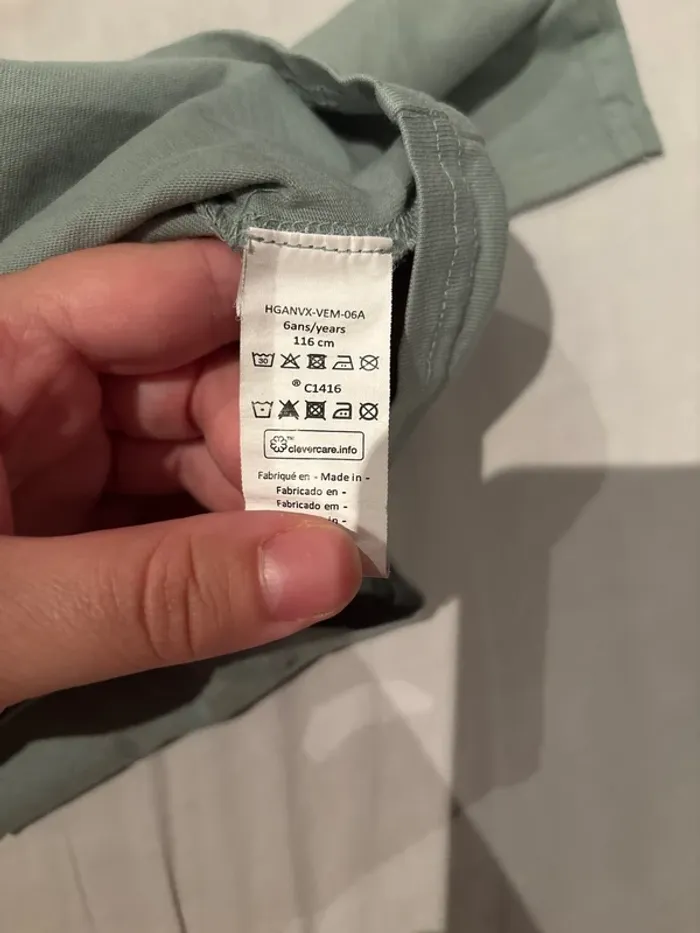 HGANVX-VEM-06A
6ans/years
116 cm
30
® C1416
™
clevercare.info
Fabriqué en - Made in -
Fabricado en -
Fabricado em -